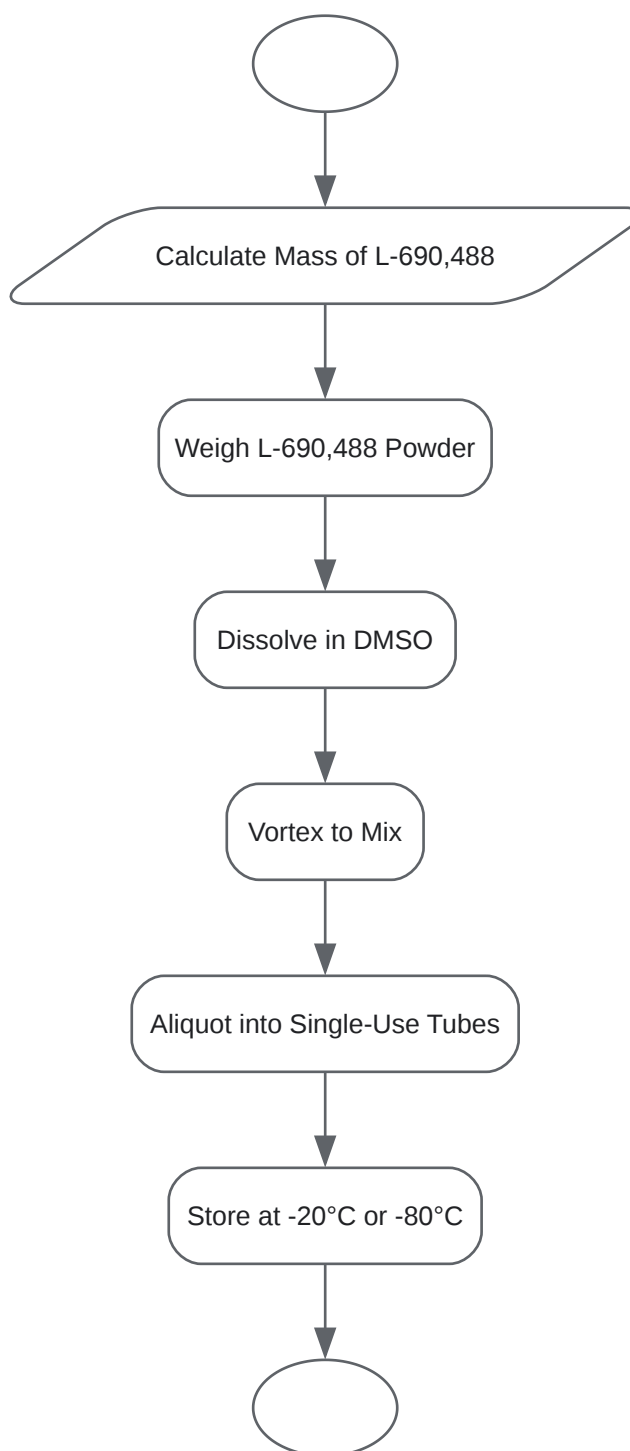 Calculate Mass of L-690,488
Weigh L-690,488 Powder
Dissolve in DMSO
Vortex to Mix
Aliquot into Single-Use Tubes
Store at -20°C or -80°C